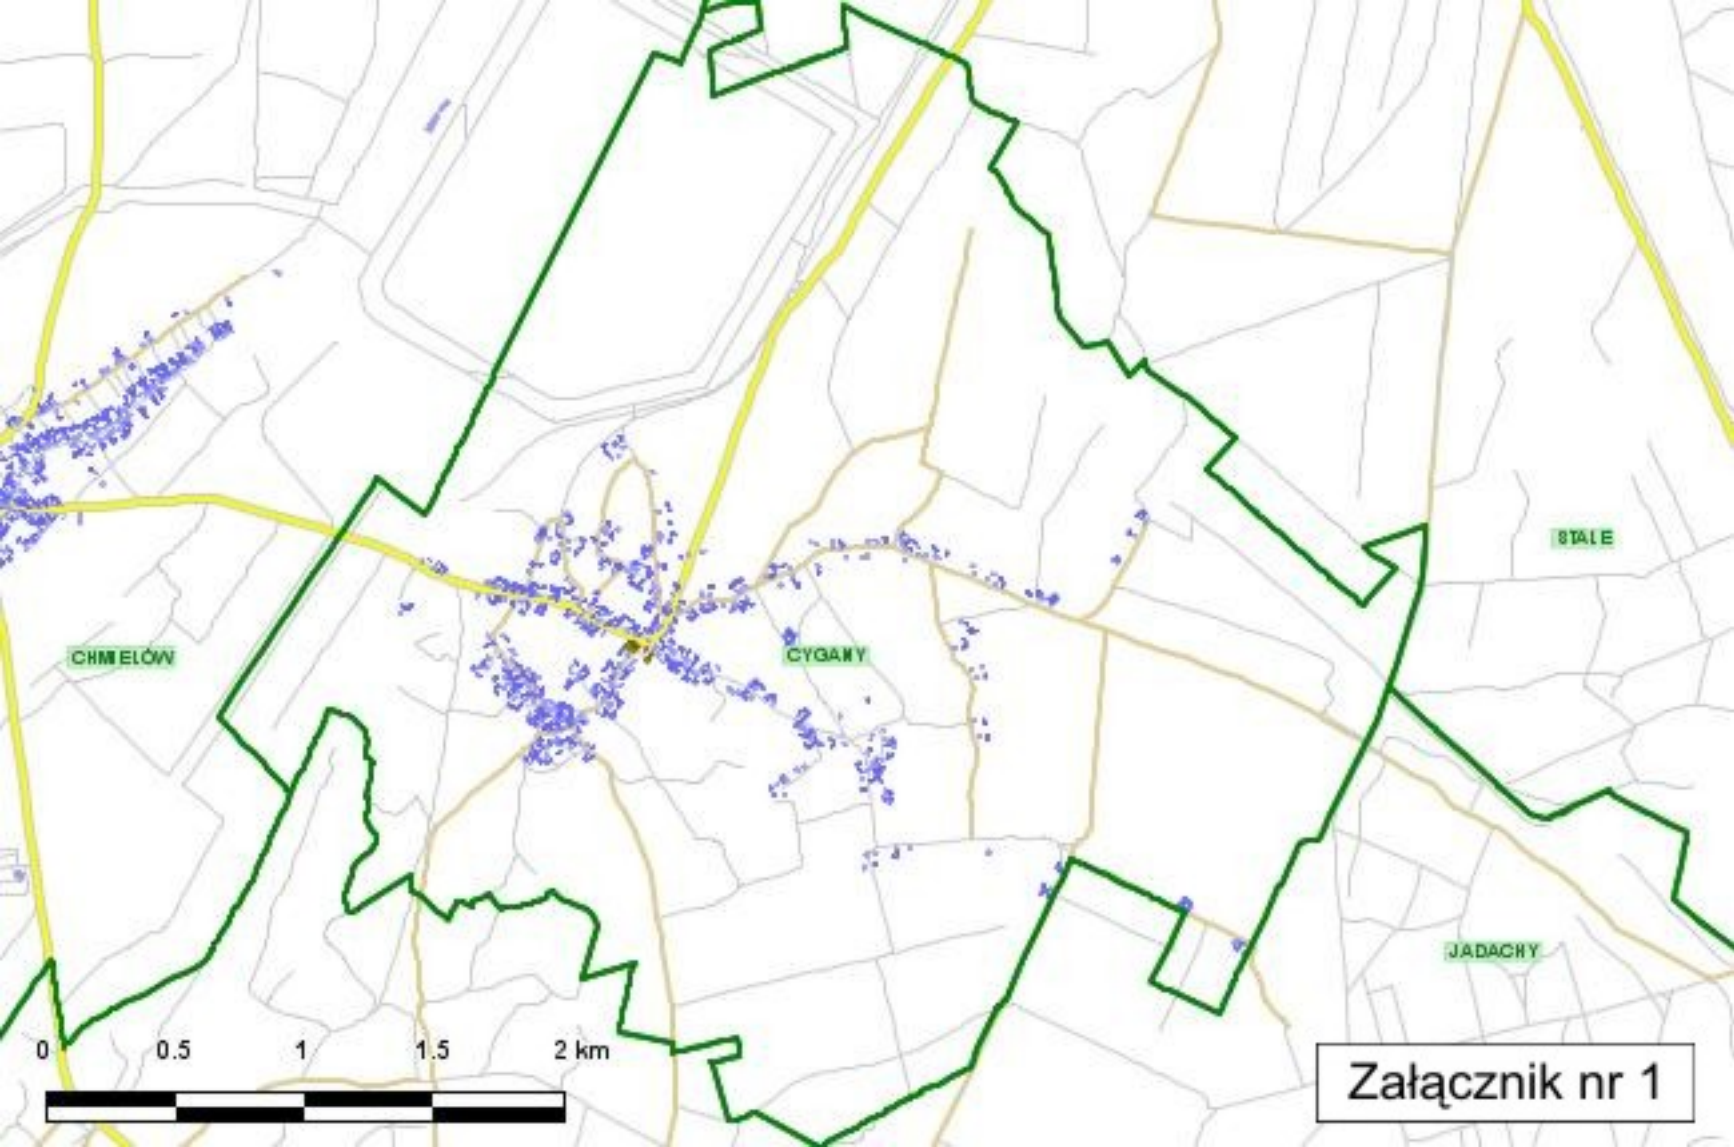 STALE
CHMIELÓW
CYGANY
JADACHY
0 0.5 1 1.5 2 km
Załącznik nr 1